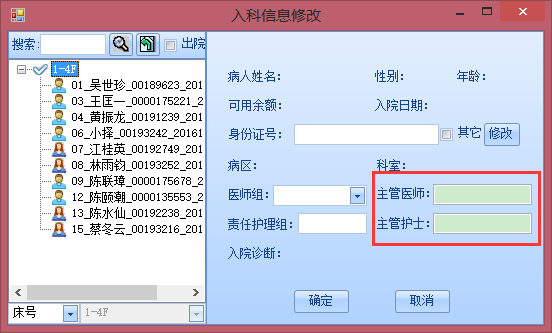 入科信息修改
搜索:
出院
1-4F
01_吴世珍_00189623_201
03_王匡一_0000175221_2
04_黄振龙_00191239_201
06_小择_00193242_20161
07_江桂英_00192749_201
08_林雨钧_00193252_201
09_陈联璋_0000175678_2
12_陈颐潮_0000135553_2
13_陈水仙_00192238_201
15_蔡冬云_00193216_201
床号 1-4F
病人姓名: 性别: 年龄:
可用余额: 入院日期:
身份证号: 其它 修改
病区: 科室:
医师组: 主管医师:
责任护理组: 主管护士:
入院诊断:
确定 取消